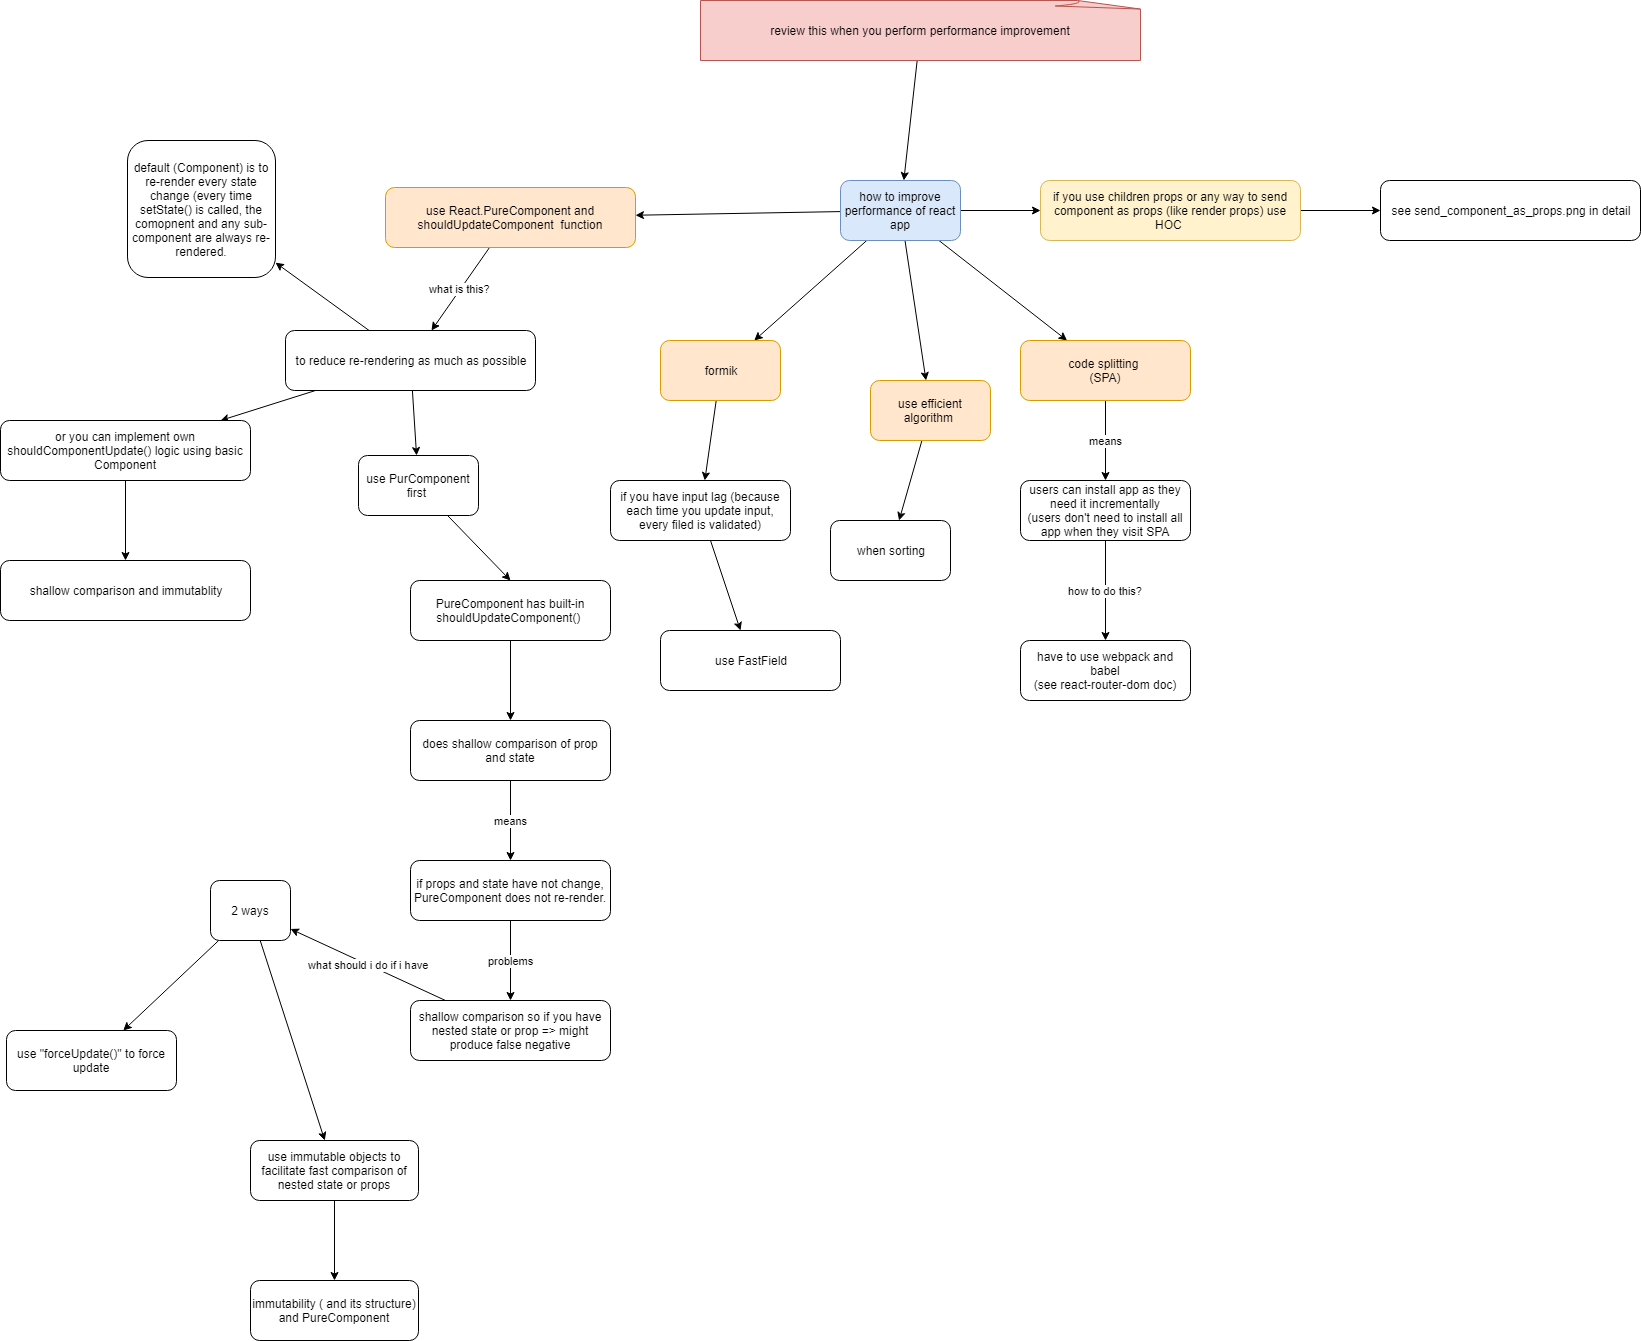 review this when you perform performance improvement
default (Component) is to
re-render every state
change (every time
setState() is called, the
comopnent and any sub-
component are always re-
rendered.
use React.PureComponent and
shouldUpdateComponent  function
how to improve
performance of react
app
if you use children props or any way to send
component as props (like render props) use
HOC
see send_component_as_props.png in detail
what is this?
to reduce re-rendering as much as possible
formik
use efficient
algorithm
code splitting
(SPA)
means
or you can implement own
shouldComponentUpdate() logic using basic
Component
use PurComponent
first
if you have input lag (because
each time you update input,
every filed is validated)
when sorting
users can install app as they
need it incrementally
(users don't need to install all
app when they visit SPA
how to do this?
shallow comparison and immutablity
PureComponent has built-in
shouldUpdateComponent()
use FastField
have to use webpack and
babel
(see react-router-dom doc)
does shallow comparison of prop
and state
means
if props and state have not change,
PureComponent does not re-render.
2 ways
what should i do if i have
problems
shallow comparison so if you have
nested state or prop => might
produce false negative
use "forceUpdate()" to force
update
use immutable objects to
facilitate fast comparison of
nested state or props
immutability ( and its structure)
and PureComponent